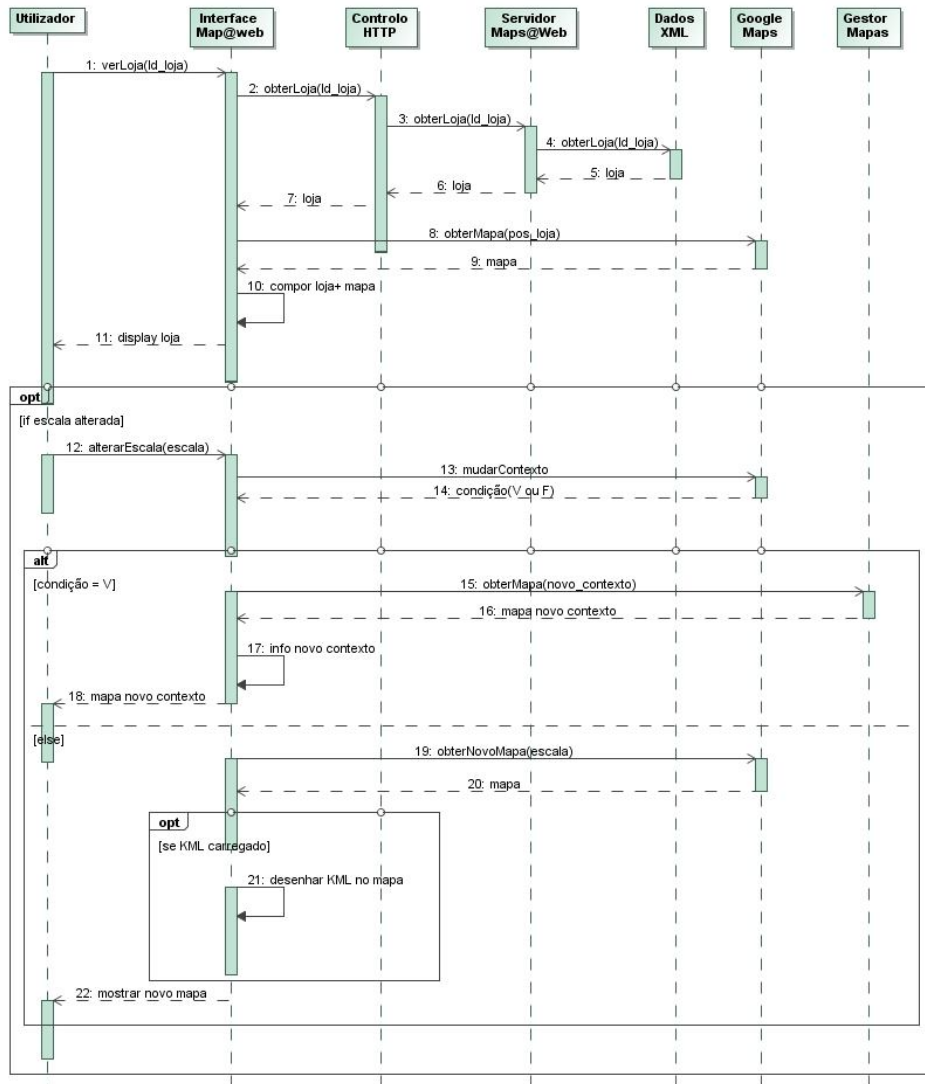 Utilizador
Interface
Map@web
Controlo
HTTP
Servidor
Maps@Web
Dados
XML
Google
Maps
Gestor
Mapas
1: verLoja(Id_loja)
2: obterLoja(Id_loja)
3: obterLoja(Id_loja)
4: obterLoja(Id_loja)
5: loja
6: loja
7: loja
8: obterMapa(pos_loja)
9: mapa
10: compor loja+ mapa
11: display loja
opt
[if escala alterada]
12: alterarEscala(escala)
13: mudarContexto
14: condição(V ou F)
alt
[condição = V]
15: obterMapa(novo_contexto)
16: mapa novo contexto
17: info novo contexto
18: mapa novo contexto
[else]
19: obterNovoMapa(escala)
20: mapa
opt
[se KML carregado]
21: desenhar KML no mapa
22: mostrar novo mapa